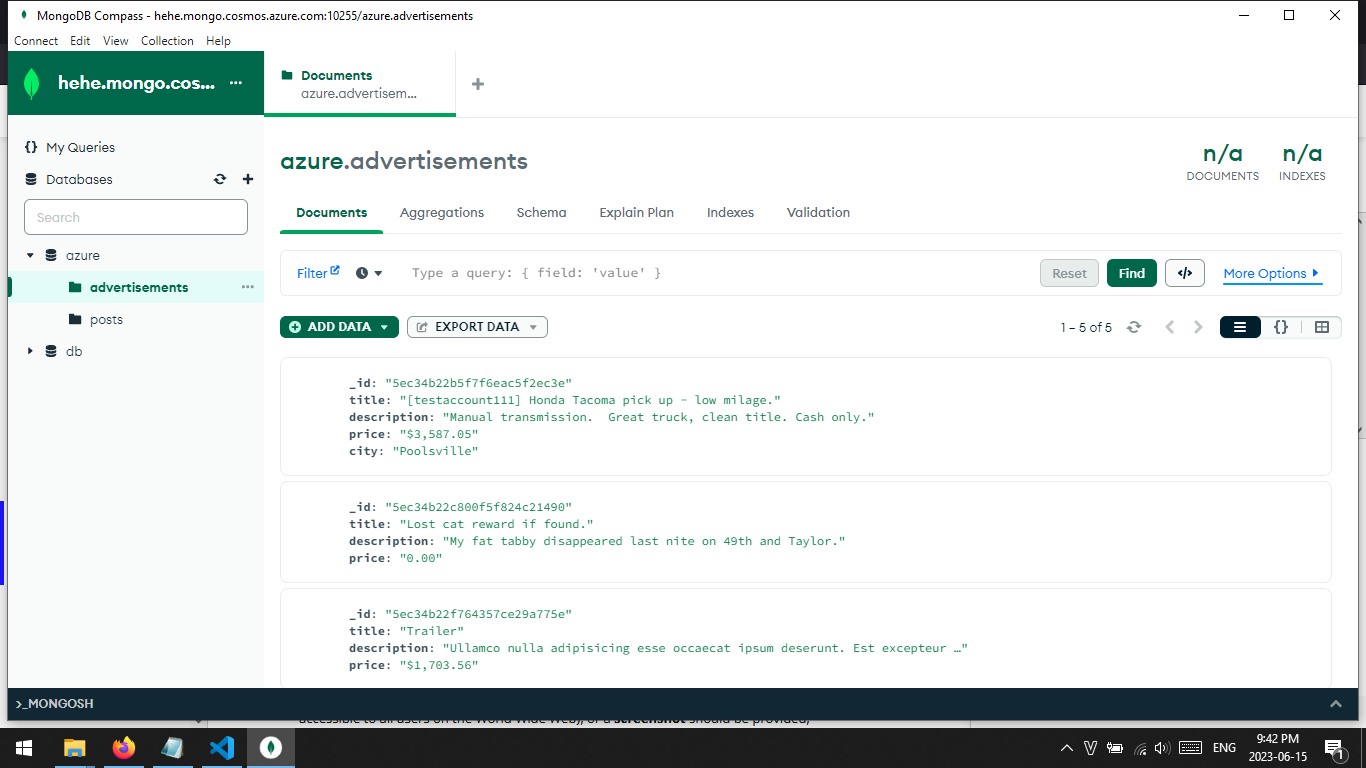 MongoDB Compass - hehe.mongo.cosmos.azure.com:10255/azure.advertisements
Connect Edit View Collection Help
hehe.mongo.cos... ...
Documents
azure.advertisem...
My Queries
Databases
Search
azure
advertisements ...
posts
db
azure.advertisements
n/a
DOCUMENTS
n/a
INDEXES
Documents Aggregations Schema Explain Plan Indexes Validation
Filter Type a query: { field: 'value' } Reset Find </> More Options
ADD DATA EXPORT DATA 1 – 5 of 5 {}
_id: "5ec34b22b5f7f6eac5f2ec3e"
title: "[testaccount111] Honda Tacoma pick up - low milage."
description: "Manual transmission.  Great truck, clean title. Cash only."
price: "$3,587.05"
city: "Poolsville"
_id: "5ec34b22c800f5f824c21490"
title: "Lost cat reward if found."
description: "My fat tabby disappeared last nite on 49th and Taylor."
price: "0.00"
_id: "5ec34b22f764357ce29a775e"
title: "Trailer"
description: "Ullamco nulla adipisicing esse occaecat ipsum deserunt. Est excepteur …"
price: "$1,703.56"
>_MONGOSH
accessible to all users on the World Wide Web), or a screenshot should be provided,
ENG
9:42 PM
2023-06-15
1